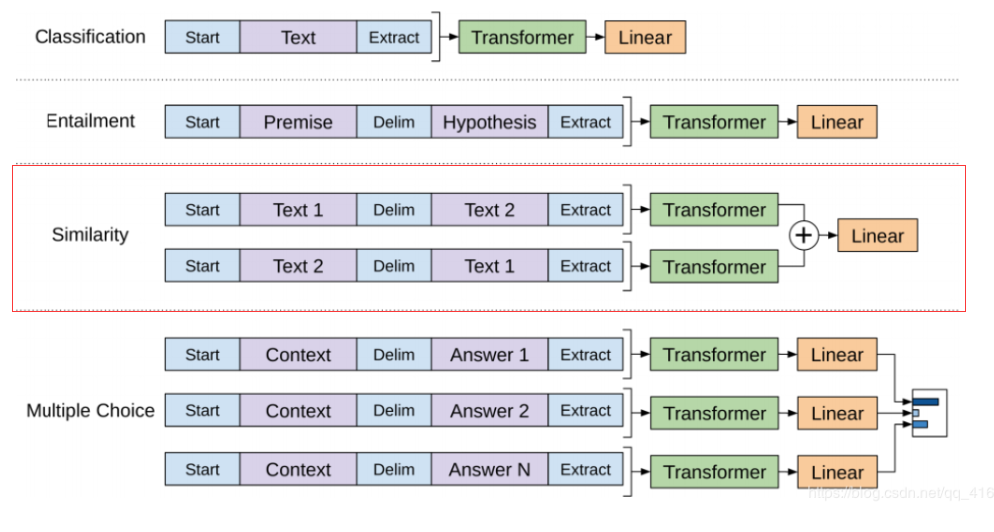 Classification Start Text Extract Transformer Linear
Entailment Start Premise Delim Hypothesis Extract Transformer Linear
Start Text 1 Delim Text 2 Extract Transformer
Similarity + Linear
Start Text 2 Delim Text 1 Extract Transformer
Start Context Delim Answer 1 Extract Transformer Linear
Multiple Choice Start Context Delim Answer 2 Extract Transformer Linear
Start Context Delim Answer N Extract Transformer Linear
https://blog.csdn.net/qq_416